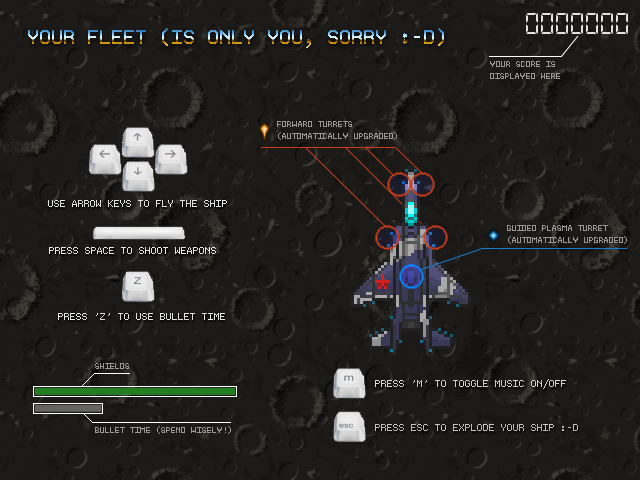 YOUR FLEET (IS ONLY YOU, SORRY :-D)
0000000
YOUR SCORE IS
DISPLAYED HERE
FORWARD TURRETS
(AUTOMATICALLY UPGRADED)
↑
← →
↓
USE ARROW KEYS TO FLY THE SHIP
GUIDED PLASMA TURRET
(AUTOMATICALLY UPGRADED)
PRESS SPACE TO SHOOT WEAPONS
Z
PRESS 'Z' TO USE BULLET TIME
SHIELDS
BULLET TIME (SPEND WISELY!)
m
PRESS 'M' TO TOGGLE MUSIC ON/OFF
esc
PRESS ESC TO EXPLODE YOUR SHIP :-D